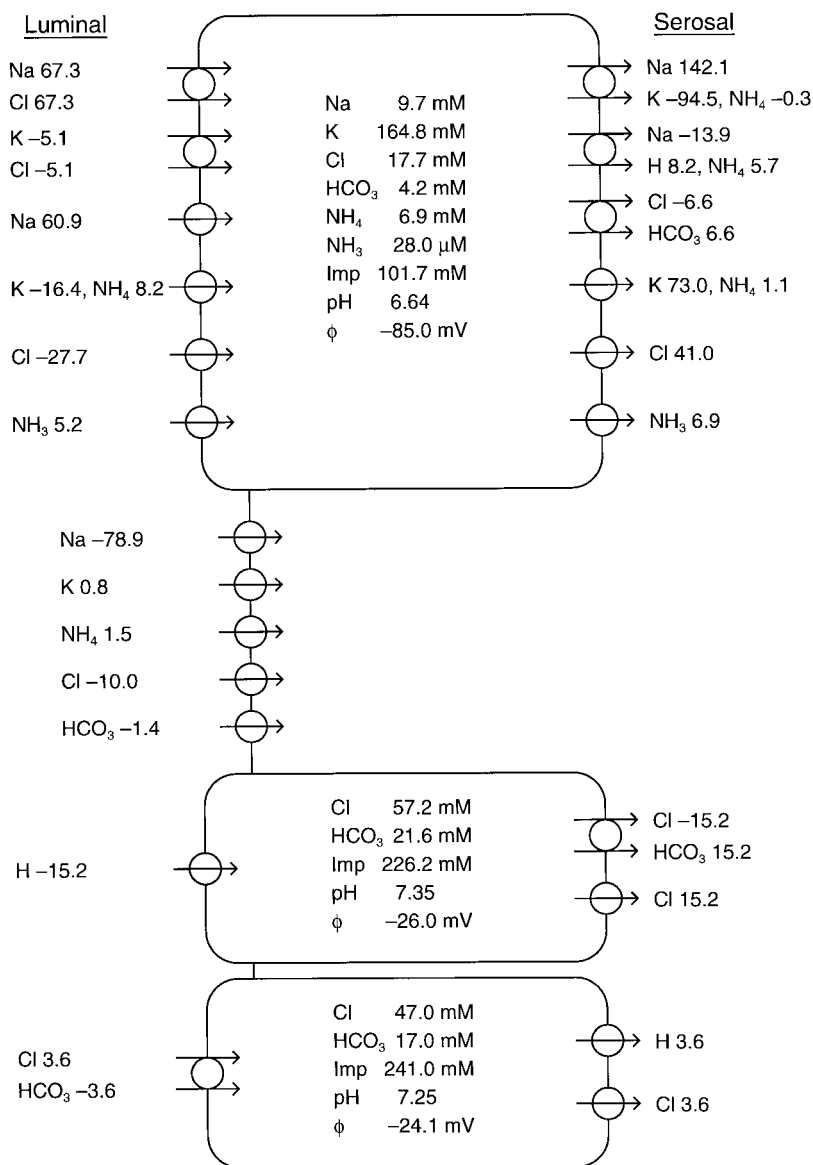 Luminal
Serosal
Na 67.3
Cl 67.3
K –5.1
Cl –5.1
Na 60.9
K –16.4, NH₄ 8.2
Cl –27.7
NH₃ 5.2
Na 9.7 mM
K 164.8 mM
Cl 17.7 mM
HCO₃ 4.2 mM
NH₄ 6.9 mM
NH₃ 28.0 μM
Imp 101.7 mM
pH 6.64
ϕ –85.0 mV
Na 142.1
K –94.5, NH₄ –0.3
Na –13.9
H 8.2, NH₄ 5.7
Cl –6.6
HCO₃ 6.6
K 73.0, NH₄ 1.1
Cl 41.0
NH₃ 6.9
Na –78.9
K 0.8
NH₄ 1.5
Cl –10.0
HCO₃ –1.4
H –15.2
Cl 57.2 mM
HCO₃ 21.6 mM
Imp 226.2 mM
pH 7.35
ϕ –26.0 mV
Cl –15.2
HCO₃ 15.2
Cl 15.2
Cl 3.6
HCO₃ –3.6
Cl 47.0 mM
HCO₃ 17.0 mM
Imp 241.0 mM
pH 7.25
ϕ –24.1 mV
H 3.6
Cl 3.6